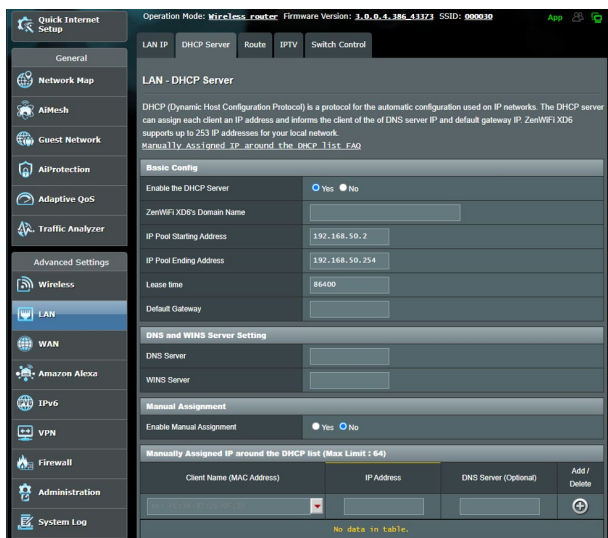 Quick Internet
Setup
Operation Mode: Wireless router Firmware Version: 3.0.0.4.386_43373 SSID: 000030
App
LAN IP DHCP Server Route IPTV Switch Control
General
Network Map
AiMesh
Guest Network
AiProtection
Adaptive QoS
Traffic Analyzer
Advanced Settings
Wireless
LAN
WAN
Amazon Alexa
IPv6
VPN
Firewall
Administration
System Log
LAN - DHCP Server
DHCP (Dynamic Host Configuration Protocol) is a protocol for the automatic configuration used on IP networks. The DHCP server
can assign each client an IP address and informs the client of the of DNS server IP and default gateway IP. ZenWiFi XD6
supports up to 253 IP addresses for your local network.
Manually Assigned IP around the DHCP list FAQ
Basic Config
Enable the DHCP Server Yes No
ZenWiFi XD6's Domain Name
IP Pool Starting Address 192.168.50.2
IP Pool Ending Address 192.168.50.254
Lease time 86400
Default Gateway
DNS and WINS Server Setting
DNS Server
WINS Server
Manual Assignment
Enable Manual Assignment Yes No
Manually Assigned IP around the DHCP list (Max Limit : 64)
Client Name (MAC Address) IP Address DNS Server (Optional) Add /
Delete
No data in table.